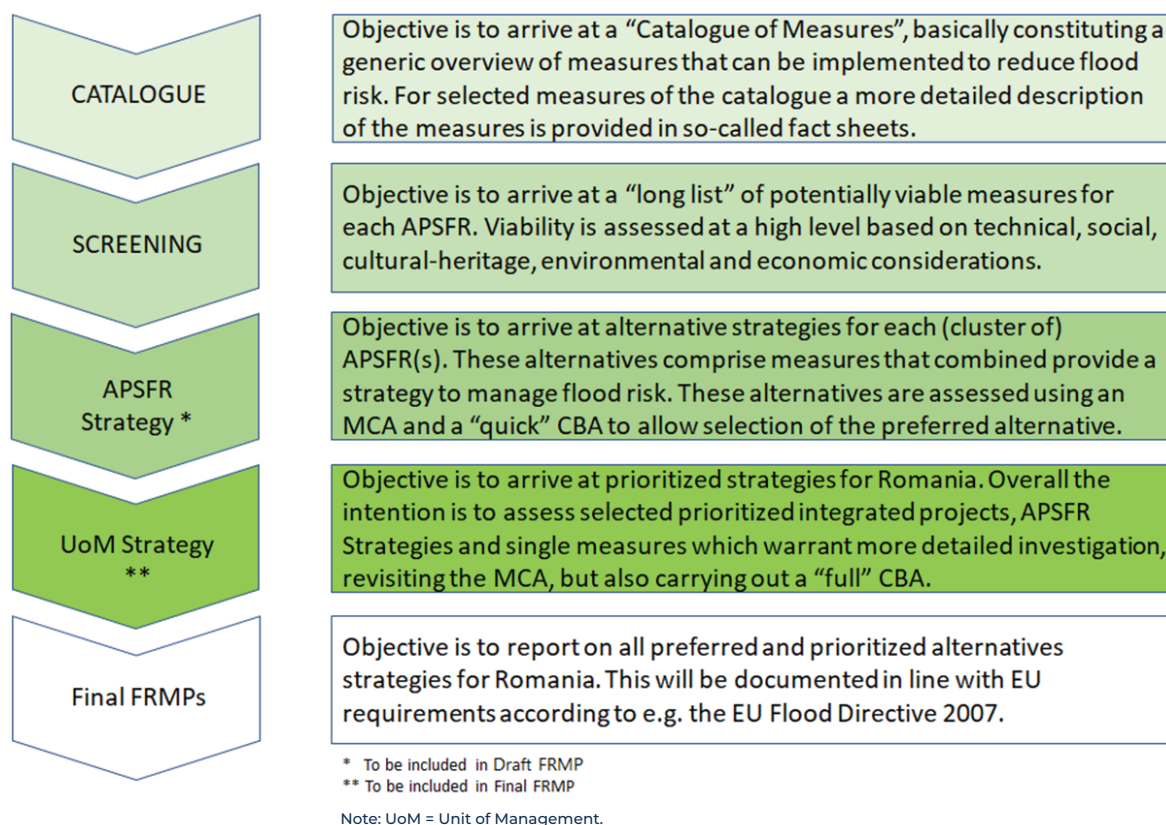 CATALOGUE
Objective is to arrive at a “Catalogue of Measures”, basically constituting a
generic overview of measures that can be implemented to reduce flood
risk. For selected measures of the catalogue a more detailed description
of the measures is provided in so-called fact sheets.
SCREENING
Objective is to arrive at a “long list” of potentially viable measures for
each APSFR. Viability is assessed at a high level based on technical, social,
cultural-heritage, environmental and economic considerations.
APSFR
Strategy *
Objective is to arrive at alternative strategies for each (cluster of)
APSFR(s). These alternatives comprise measures that combined provide a
strategy to manage flood risk. These alternatives are assessed using an
MCA and a “quick” CBA to allow selection of the preferred alternative.
UoM Strategy
**
Objective is to arrive at prioritized strategies for Romania. Overall the
intention is to assess selected prioritized integrated projects, APSFR
Strategies and single measures which warrant more detailed investigation,
revisiting the MCA, but also carrying out a “full” CBA.
Final FRMPs
Objective is to report on all preferred and prioritized alternatives
strategies for Romania. This will be documented in line with EU
requirements according to e.g. the EU Flood Directive 2007.
* To be included in Draft FRMP
** To be included in Final FRMP
Note: UoM = Unit of Management.